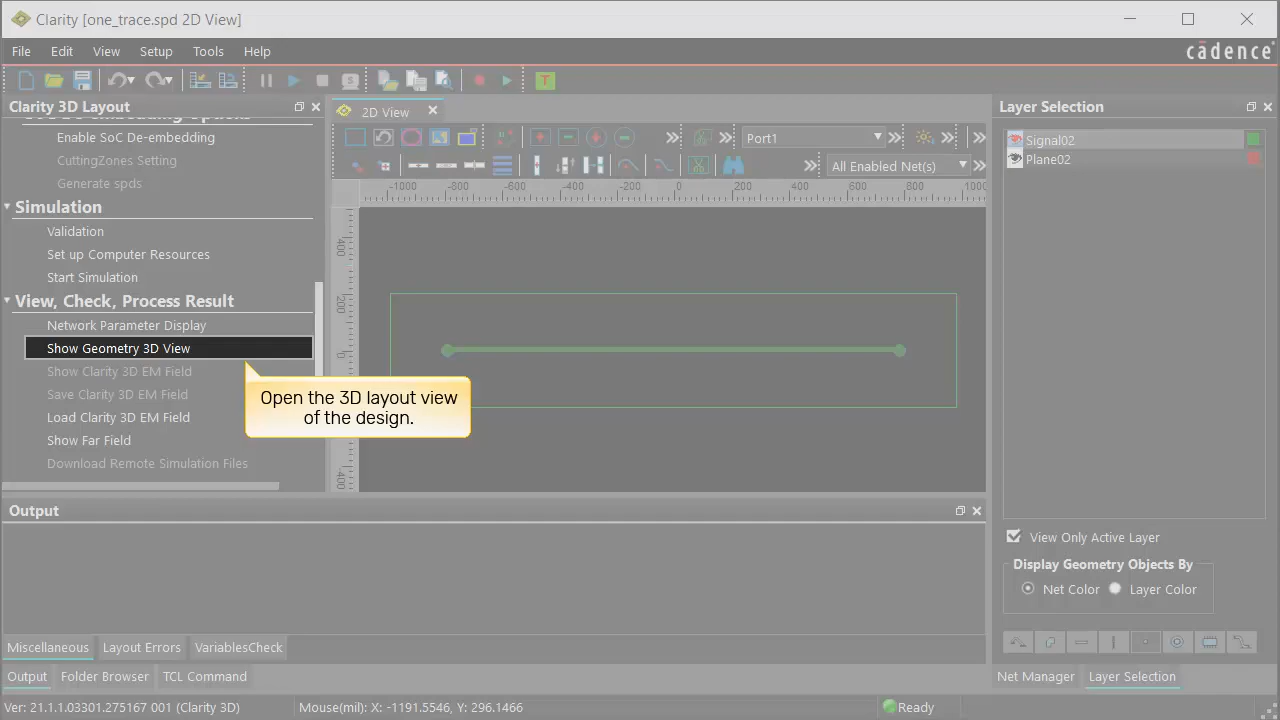 Clarity [one_trace.spd 2D View]
File Edit View Setup Tools Help
cādence
Clarity 3D Layout
Enable SoC De-embedding
CuttingZones Setting
Generate spds
Simulation
Validation
Set up Computer Resources
Start Simulation
View, Check, Process Result
Network Parameter Display
Show Geometry 3D View
Show Clarity 3D EM Field
Save Clarity 3D EM Field
Load Clarity 3D EM Field
Show Far Field
Download Remote Simulation Files
Open the 3D layout view
of the design.
2D View
Port1
All Enabled Net(s)
-1000 -800 -600 -400 -200 0 200 400 600 800 1000
400
200
0
-400
Layer Selection
Signal02
Plane02
View Only Active Layer
Display Geometry Objects By
Net Color Layer Color
Net Manager Layer Selection
Output
Miscellaneous Layout Errors VariablesCheck
Output Folder Browser TCL Command
Ver: 21.1.1.03301.275167 001 (Clarity 3D) Mouse(mil): X: -1191.5546, Y: 296.1466 Ready